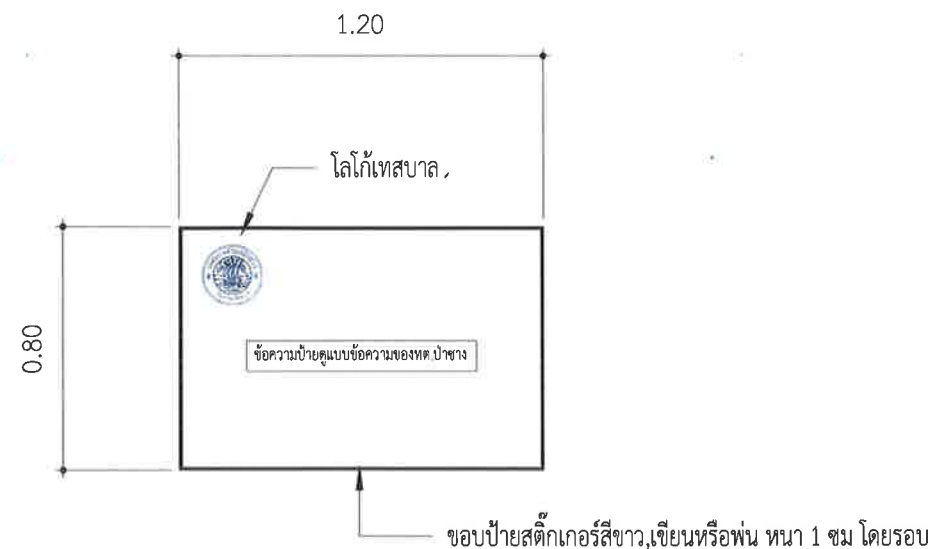 1.20
โลโก้เทสบาล
0.80
ข้อความป้ายดูแบบข้อความของทต.ป่าซาง
ขอบป้ายสติ๊กเกอร์สีขาว,เขียนหรือพ่น หนา 1 ซม โดยรอบ